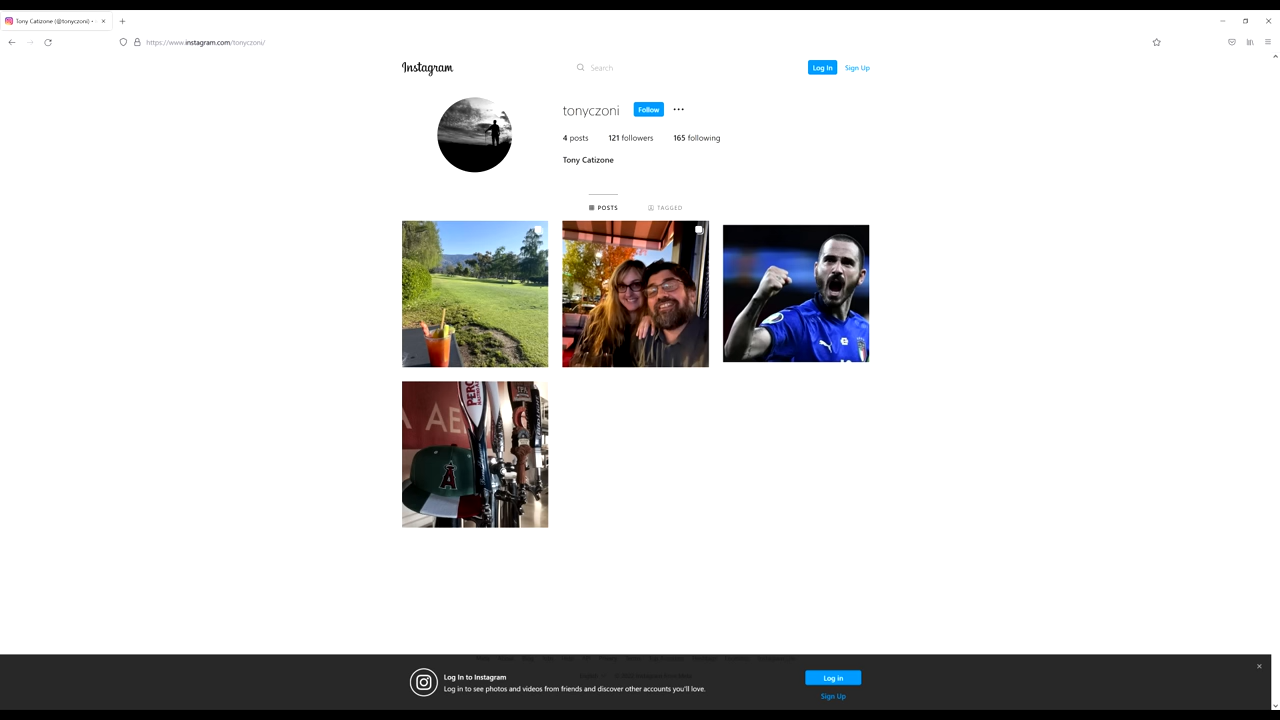 Tony Catizone (@tonyczoni) •
https://www.instagram.com/tonyczoni/
Instagram
Search
Log In
Sign Up
tonyczoni
Follow
4 posts
121 followers
165 following
Tony Catizone
POSTS
TAGGED
A
Log In to Instagram
Log in to see photos and videos from friends and discover other accounts you'll love.
Log in
Sign Up